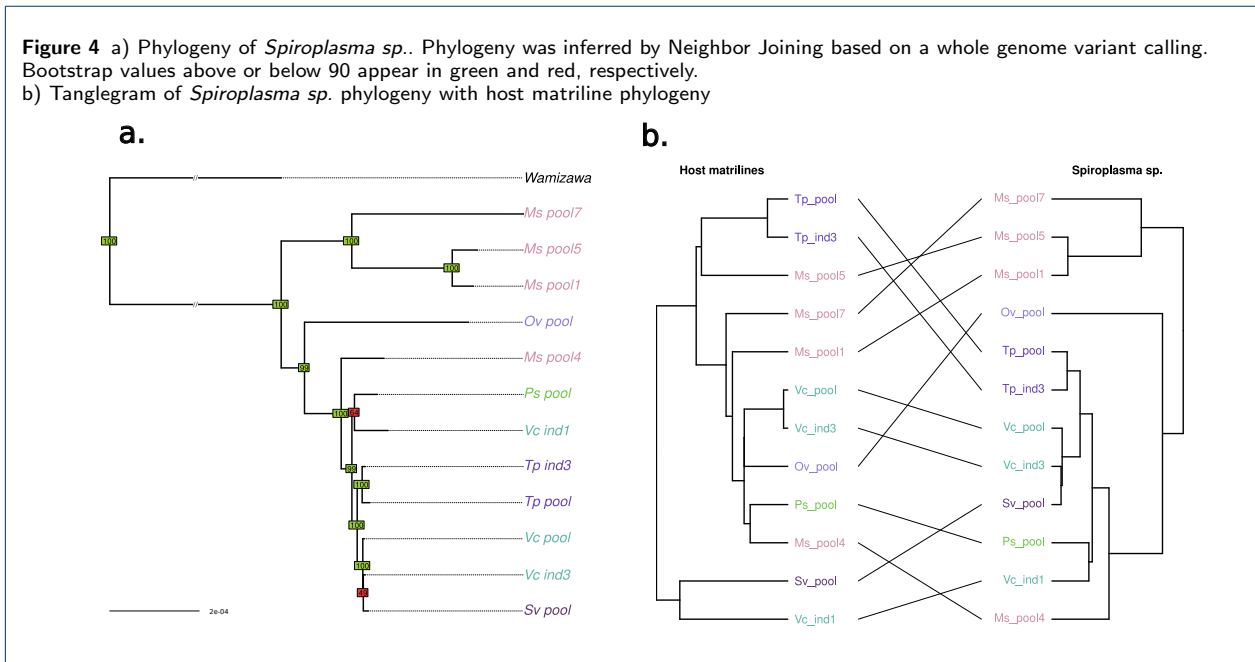 Figure 4 a) Phylogeny of Spiroplasma sp.. Phylogeny was inferred by Neighbor Joining based on a whole genome variant calling.
Bootstrap values above or below 90 appear in green and red, respectively.
b) Tanglegram of Spiroplasma sp. phylogeny with host matriline phylogeny
a.
Wamizawa
100
Ms pool7
100
Ms pool5
100
Ms pool1
100
Ov pool
99
Ms pool4
100
Ps pool
64
Vc ind1
99
Tp ind3
100
Tp pool
100
Vc pool
100
Vc ind3
Sv pool
2e-04
b.
Host matrilines
Tp_pool
Tp_ind3
Ms_pool5
Ms_pool7
Ms_pool1
Vc_pool
Vc_ind3
Ov_pool
Ps_pool
Ms_pool4
Sv_pool
Vc_ind1
Spiroplasma sp.
Ms_pool7
Ms_pool5
Ms_pool1
Ov_pool
Tp_pool
Tp_ind3
Vc_pool
Vc_ind3
Sv_pool
Ps_pool
Vc_ind1
Ms_pool4